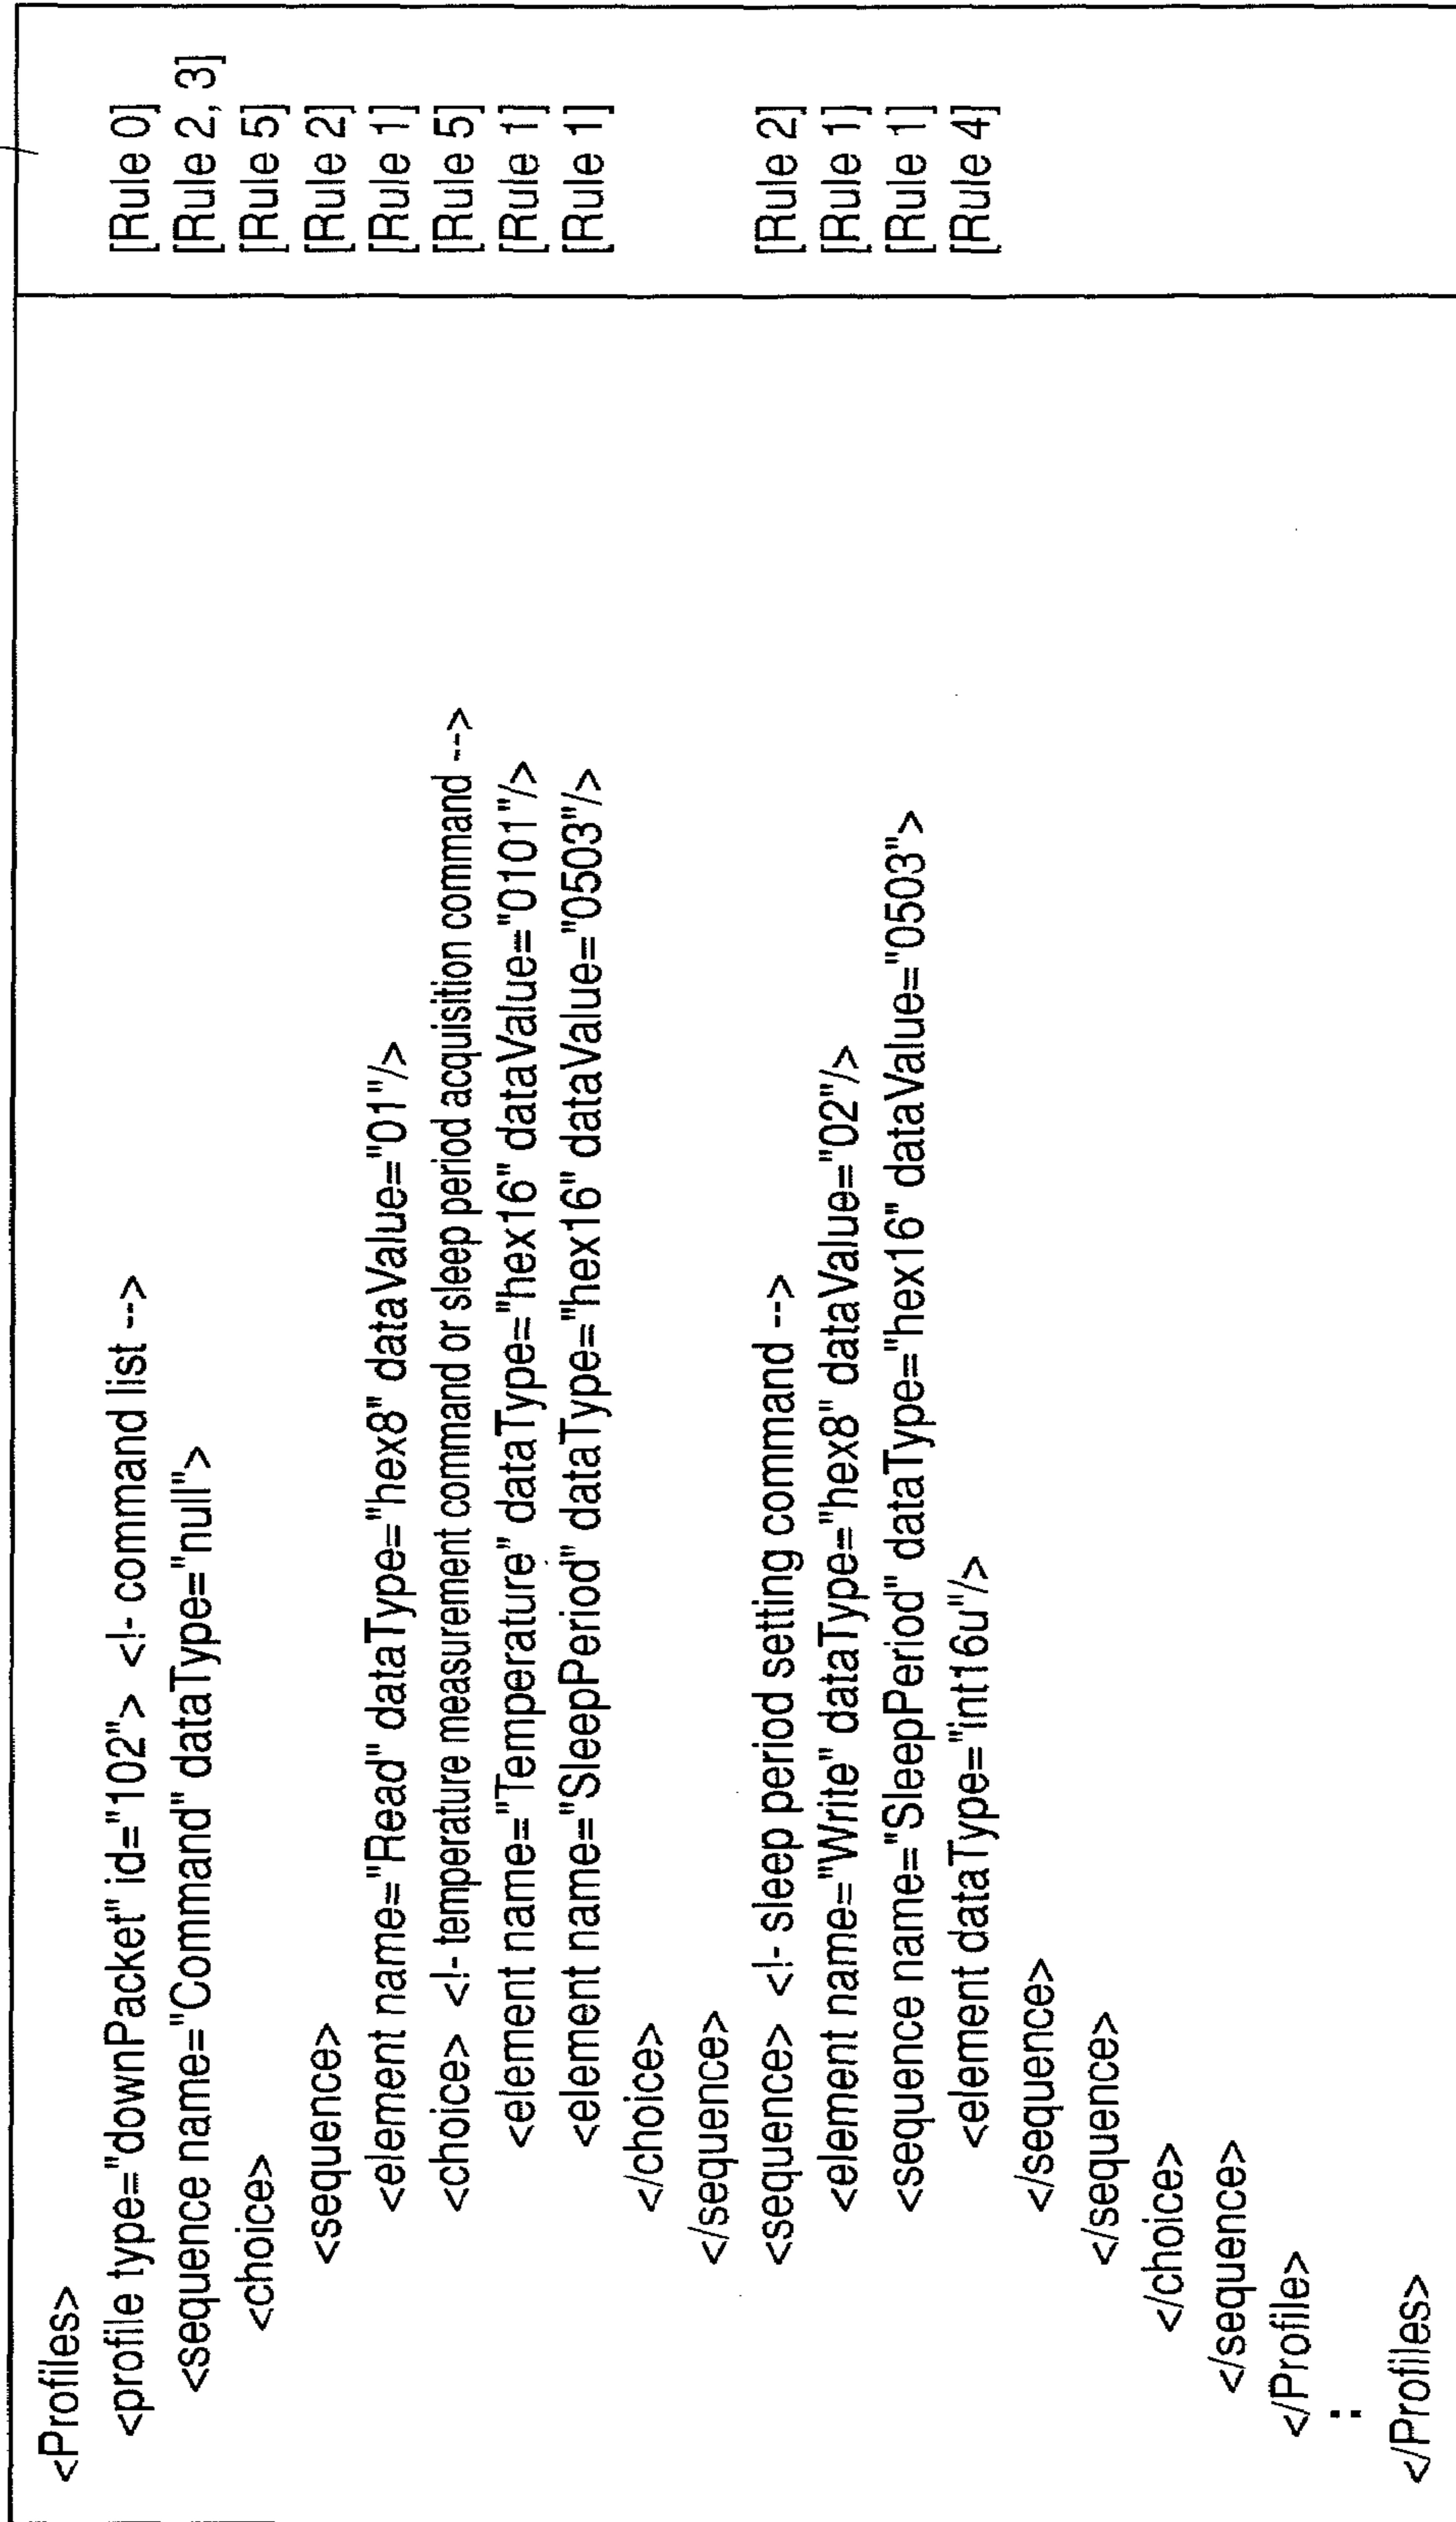 <Profiles>
<profile type="downPacket" id="102"> <!- command list --> [Rule 0]
<sequence name="Command" dataType="null"> [Rule 2, 3]
<choice> [Rule 5]
<sequence> [Rule 2]
<element name="Read" dataType="hex8" dataValue="01"/> [Rule 1]
<choice> <!- temperature measurement command or sleep period acquisition command --> [Rule 5]
<element name="Temperature" dataType="hex16" dataValue="0101"/> [Rule 1]
<element name="SleepPeriod" dataType="hex16" dataValue="0503"/> [Rule 1]
</choice>
</sequence>
<sequence> <!- sleep period setting command --> [Rule 2]
<element name="Write" dataType="hex8" dataValue="02"/> [Rule 1]
<sequence name="SleepPeriod" dataType="hex16" dataValue="0503"> [Rule 1]
<element dataType="int16u"/> [Rule 4]
</sequence>
</sequence>
</choice>
</sequence>
</Profile>
:
</Profiles>